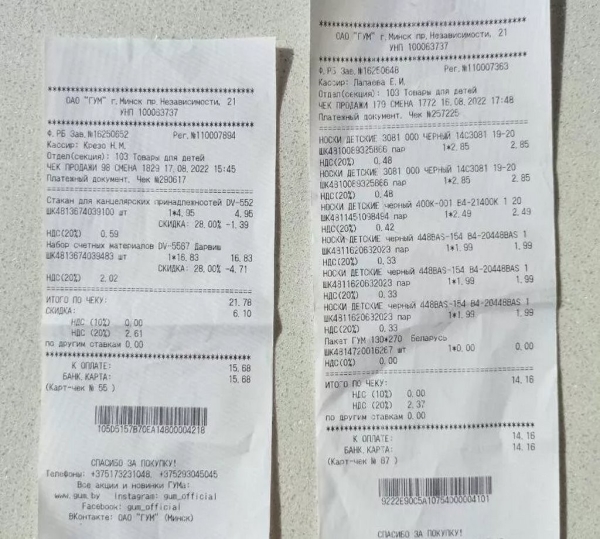 ОАО "ГУМ" г.Минск пр.Независимости, 21
УНП 100063737
Ф.РБ Зав.№16250652 Рег.№110007894
Кассир: Крезо Н.М.
Отдел(секция): 103 Товары для детей
ЧЕК ПРОДАЖИ 98 СМЕНА 1829 17.08.2022 15:45
Платежный документ. Чек №290617
Стакан для канцелярских принадлежностей DV-552
ШК4813674039100 шт 1*4,95 4,95
СКИДКА: 28,00% -1,39
НДС(20%) 0,59
Набор счетных материалов DV-5567 Дарвиш
ШК4813674039483 шт 1*16,83 16,83
СКИДКА: 28,00% -4,71
НДС(20%) 2,02
ИТОГО ПО ЧЕКУ: 21,78
СКИДКА: 6,10
НДС (10%) 0,00
НДС (20%) 2,61
по другим ставкам 0,00
К ОПЛАТЕ: 15,68
БАНК.КАРТА: 15,68
(Карт-чек № 55 )
105D5157B70EA14800004218
СПАСИБО ЗА ПОКУПКУ!
Телефоны: +375173231048, +375293045045
Все акции и новинки ГУМа:
www.gum.by instagram: gum_official
Facebook: gum_official
ВКонтакте: ОАО "ГУМ" (Минск)
ОАО "ГУМ" г.Минск пр.Независимости, 21
УНП 100063737
Ф.РБ Зав.№16250648 Рег.№110007363
Кассир: Лапаева Е.И.
Отдел(секция): 103 Товары для детей
ЧЕК ПРОДАЖИ 179 СМЕНА 1772 16.08.2022 17:48
Платежный документ. Чек №257225
НОСКИ ДЕТСКИЕ 3081 000 ЧЕРНЫЙ 14С3081 19-20
ШК4810089325866 пар 1*2,85 2,85
НДС(20%) 0,48
НОСКИ ДЕТСКИЕ 3081 000 ЧЕРНЫЙ 14С3081 19-20
ШК4810089325866 пар 1*2,85 2,85
НДС(20%) 0,48
НОСКИ ДЕТСКИЕ черный 400К-001 В4-21400К 1 20
ШК4811451098494 пар 1*2,49 2,49
НДС(20%) 0,42
НОСКИ ДЕТСКИЕ черный 448BAS-154 В4-20448BAS 1
ШК4811620632023 пар 1*1,99 1,99
НДС(20%) 0,33
НОСКИ ДЕТСКИЕ черный 448BAS-154 В4-20448BAS 1
ШК4811620632023 пар 1*1,99 1,99
НДС(20%) 0,33
НОСКИ ДЕТСКИЕ черный 448BAS-154 В4-20448BAS 1
ШК4811620632023 пар 1*1,99 1,99
НДС(20%) 0,33
Пакет ГУМ 190*270 Беларусь
ШК4814720016267 шт 1*0,00 0,00
НДС(0%) 0,00
ИТОГО ПО ЧЕКУ: 14,16
НДС (10%) 0,00
НДС (20%) 2,37
по другим ставкам 0,00
К ОПЛАТЕ: 14,16
БАНК.КАРТА: 14,16
(Карт-чек № 87 )
9222E90C5A10754000004101
СПАСИБО ЗА ПОКУПКУ!